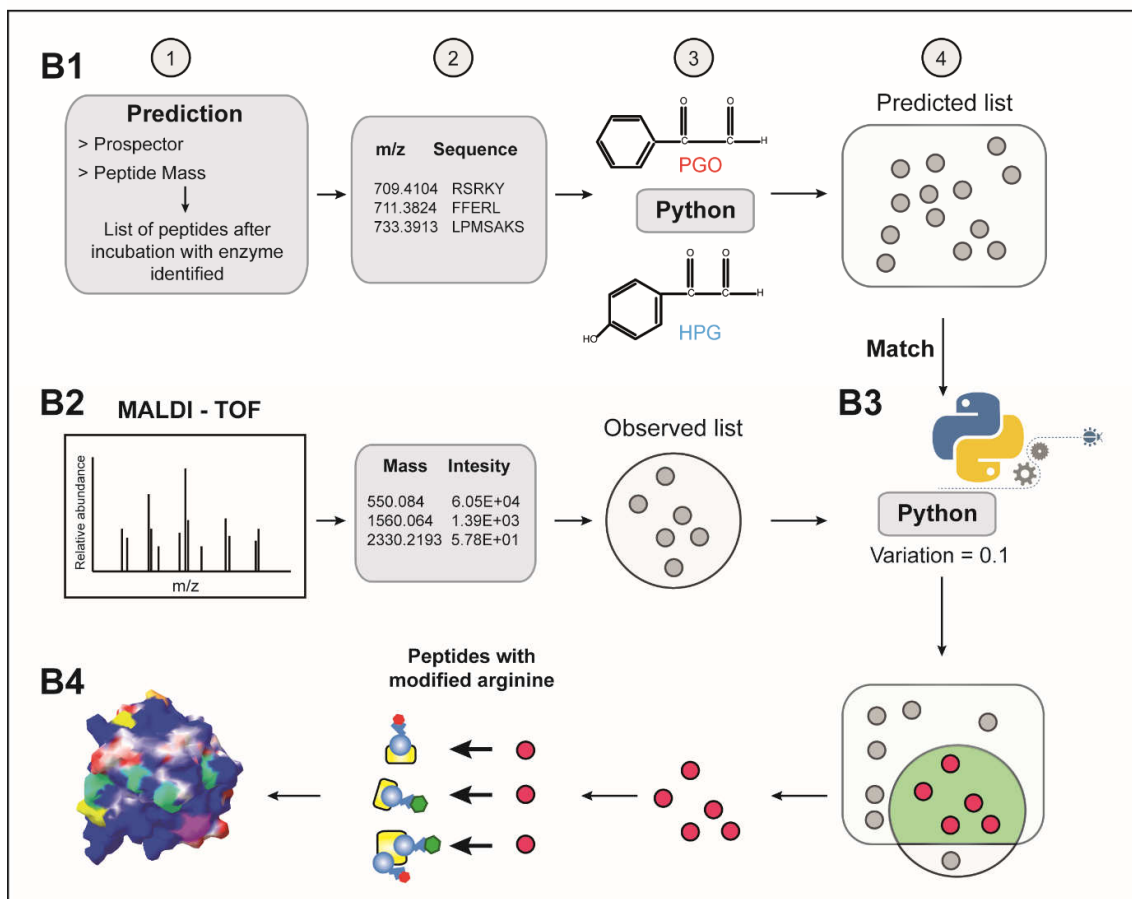 B1
1
2
3
4
Prediction
> Prospector
> Peptide Mass
List of peptides after
incubation with enzyme
identified
m/z Sequence
709.4104 RSRKY
711.3824 FFERL
733.3913 LPMSAKS
O O
C C H
PGO
Python
O O
C C H
HO
HPG
Predicted list
Match
B2
MALDI - TOF
Relative abundance
m/z
Mass Intesity
550.084 6.05E+04
1560.064 1.39E+03
2330.2193 5.78E+01
Observed list
B3
Python
Variation = 0.1
B4
Peptides with
modified arginine